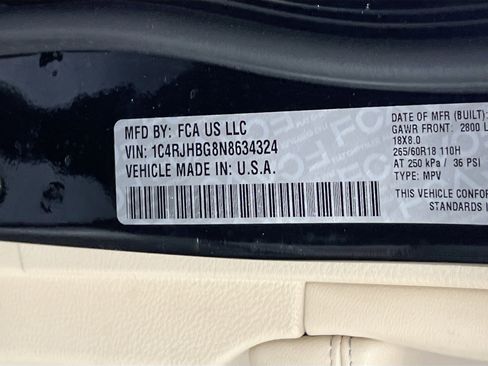 MFD BY: FCA US LLC
VIN: 1C4RJHBG8N8634324
VEHICLE MADE IN: U.S.A.
DATE OF MFR (BUILT):
GAWR FRONT: 2800 L
18X8.0
265/60R18 110H
AT 250 kPa / 36 PSI
TYPE: MPV
THIS VEHICLE CONFOR
STANDARDS I